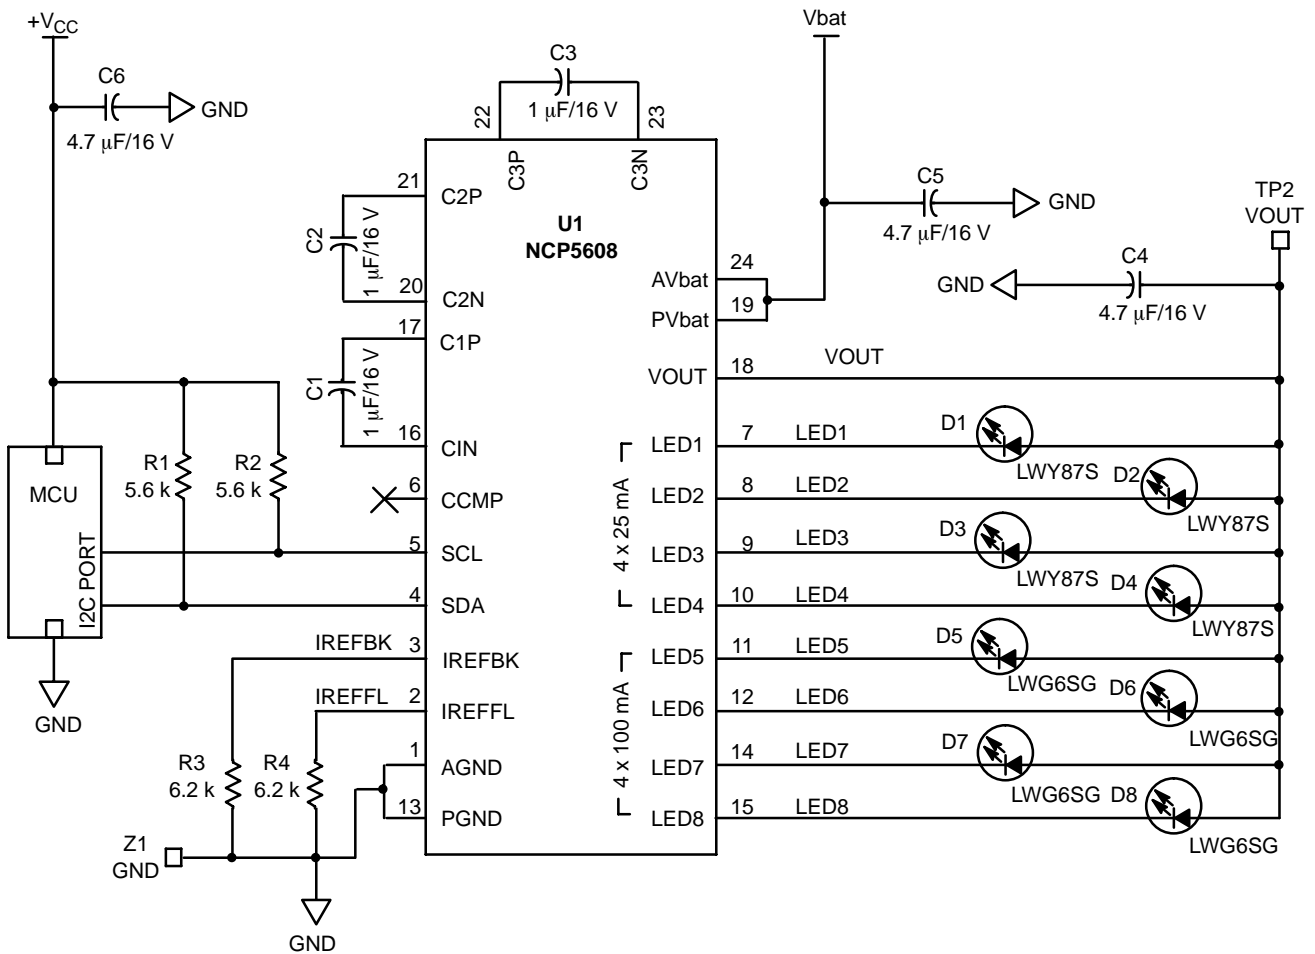 +VCC
C6
GND
4.7 μF/16 V
C3
1 μF/16 V
22
23
C3P
C3N
Vbat
C5
GND
4.7 μF/16 V
TP2
VOUT
C4
GND
4.7 μF/16 V
U1
NCP5608
21
C2P
C2
1 μF/16 V
20
C2N
17
C1P
C1
1 μF/16 V
16
CIN
6
CCMP
5
SCL
4
SDA
IREFBK
3
IREFBK
IREFFL
2
IREFFL
1
AGND
13
PGND
MCU
I2C PORT
GND
R1
5.6 k
R2
5.6 k
R3
6.2 k
R4
6.2 k
Z1
GND
GND
AVbat
24
PVbat
19
VOUT
18
VOUT
4 x 25 mA
LED1
7
LED1
D1
LWY87S
LED2
8
LED2
D2
LWY87S
LED3
9
LED3
D3
LWY87S
LED4
10
LED4
D4
LWY87S
4 x 100 mA
LED5
11
LED5
D5
LWG6SG
LED6
12
LED6
D6
LWG6SG
LED7
14
LED7
D7
LWG6SG
LED8
15
LED8
D8
LWG6SG